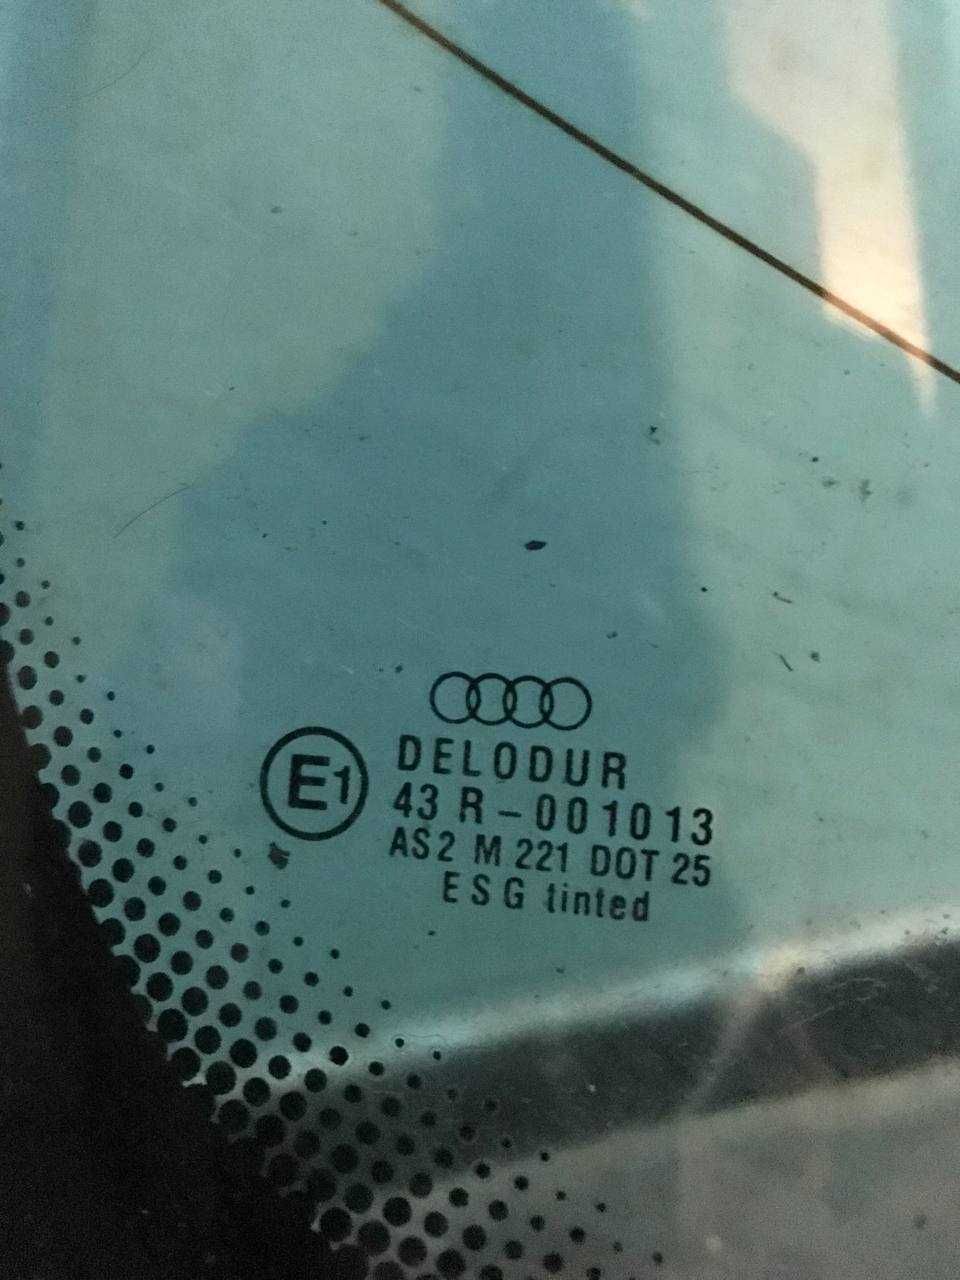 DELODUR
E1
43 R-001013
AS2 M 221 DOT 25
ESG tinted